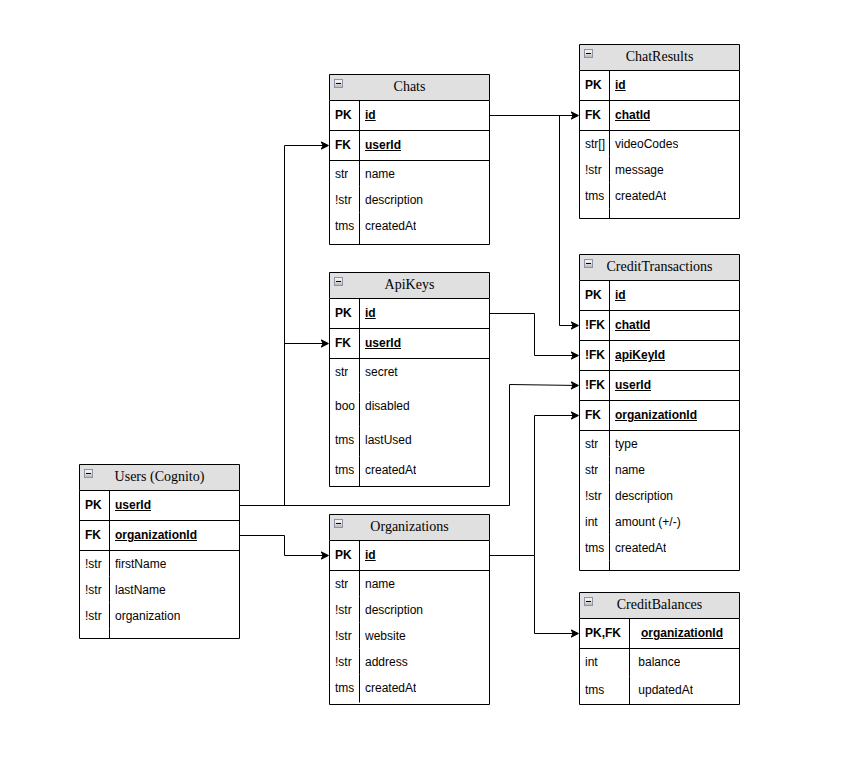 Chats
PK id
FK userId
str name
!str description
tms createdAt
ChatResults
PK id
FK chatId
str[] videoCodes
!str message
tms createdAt
ApiKeys
PK id
FK userId
str secret
boo disabled
tms lastUsed
tms createdAt
CreditTransactions
PK id
!FK chatId
!FK apiKeyId
!FK userId
FK organizationId
str type
str name
!str description
int amount (+/-)
tms createdAt
Users (Cognito)
PK userId
FK organizationId
!str firstName
!str lastName
!str organization
Organizations
PK id
str name
!str description
!str website
!str address
tms createdAt
CreditBalances
PK,FK organizationId
int balance
tms updatedAt